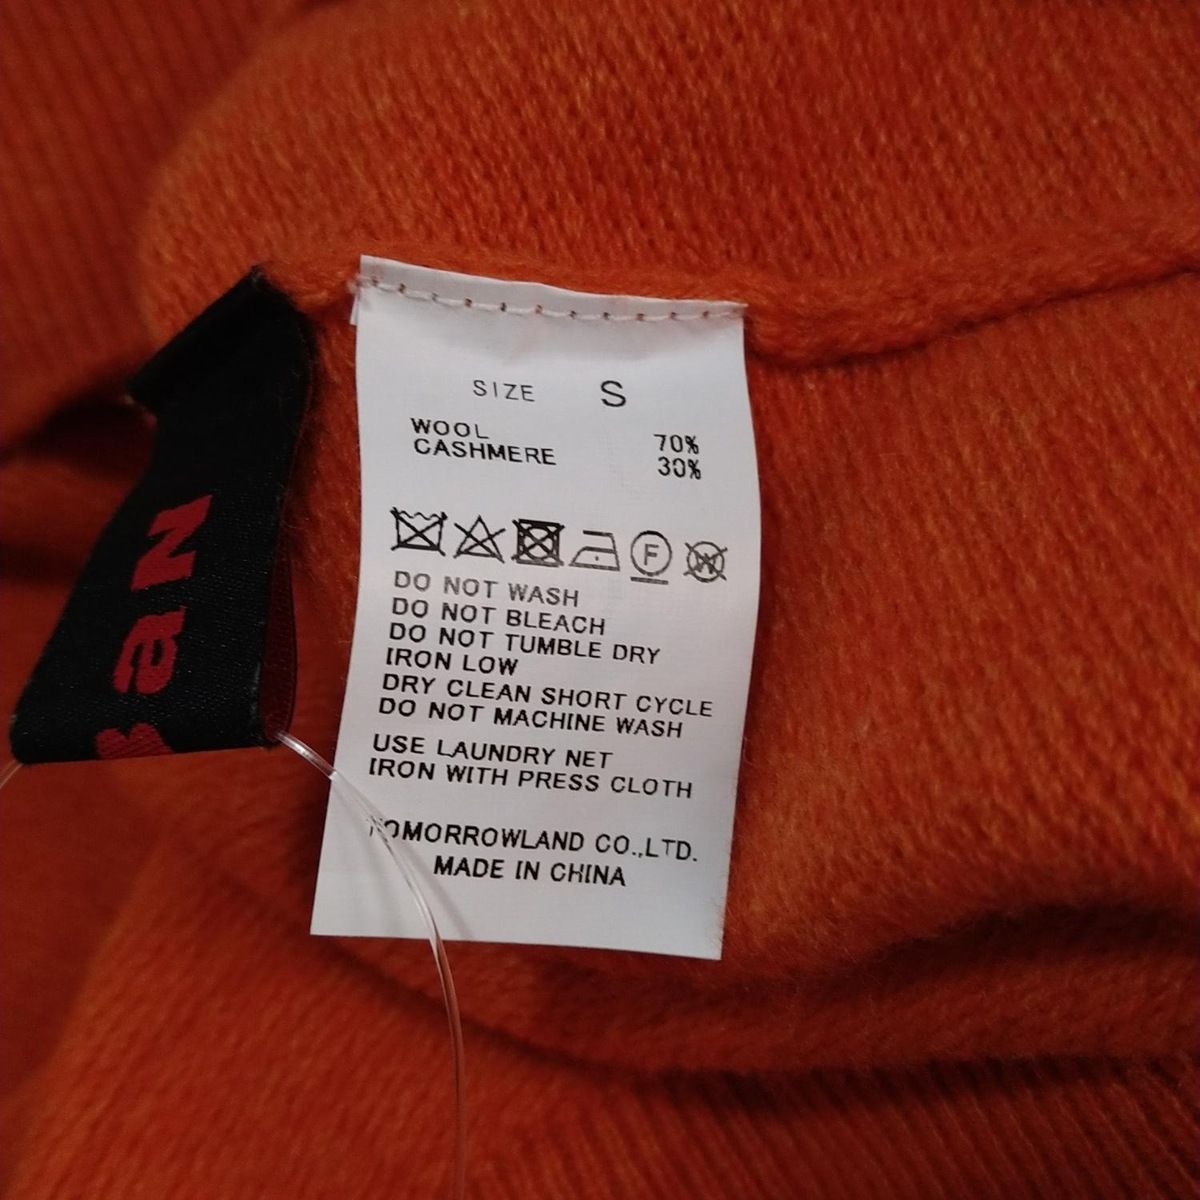 SIZE S
WOOL 70%
CASHMERE 30%
F W
DO NOT WASH
DO NOT BLEACH
DO NOT TUMBLE DRY
IRON LOW
DRY CLEAN SHORT CYCLE
DO NOT MACHINE WASH
USE LAUNDRY NET
IRON WITH PRESS CLOTH
TOMORROWLAND CO.,LTD.
MADE IN CHINA